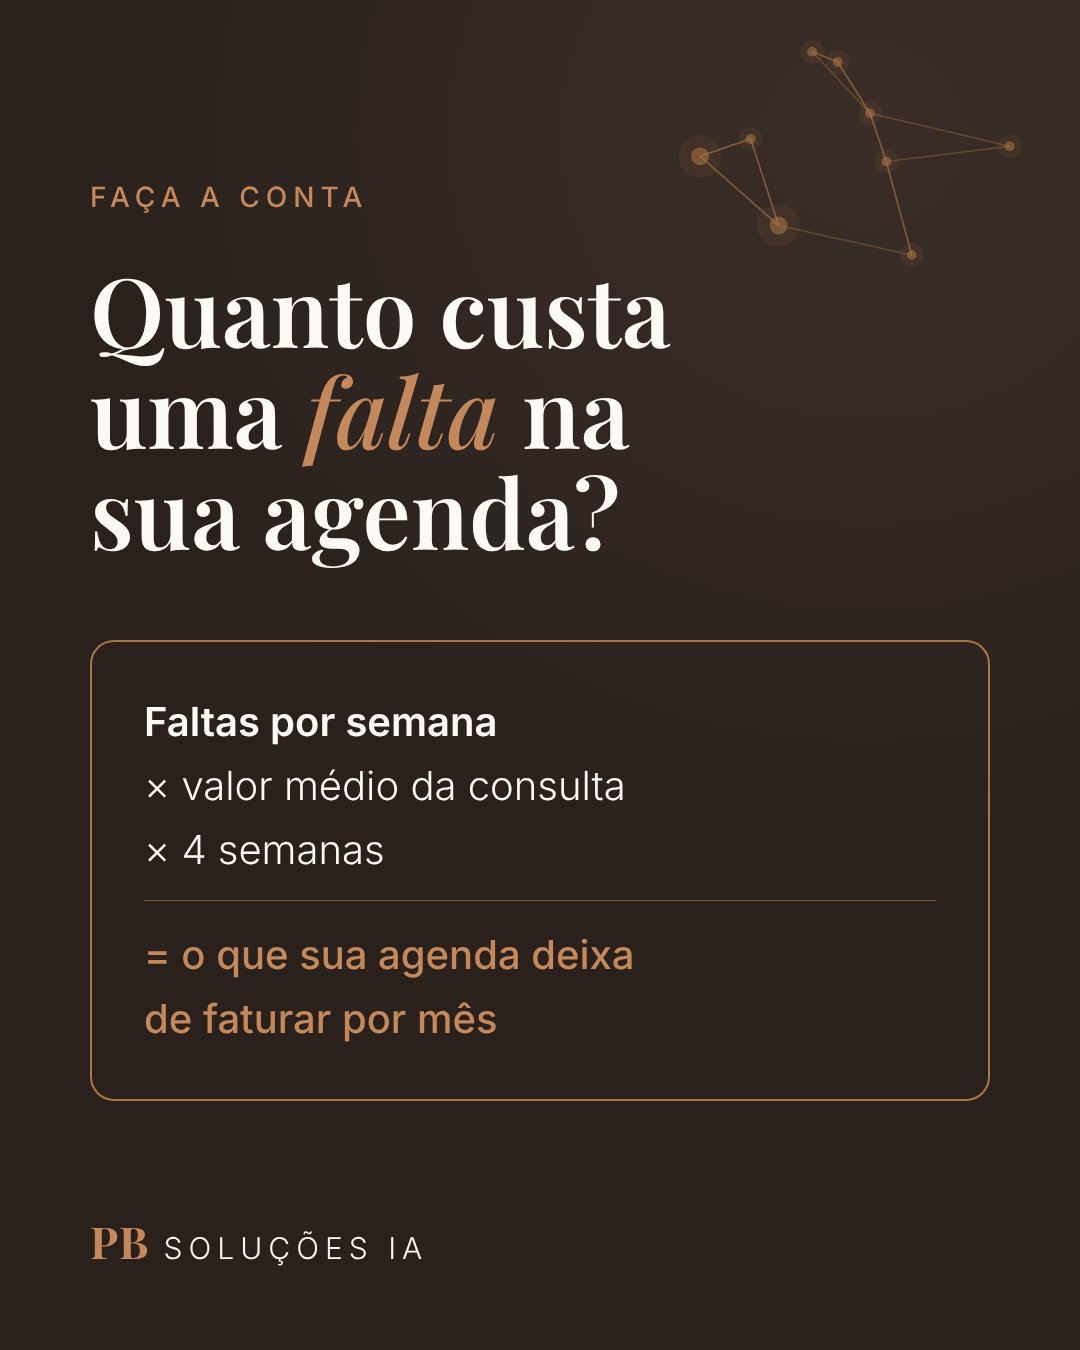 FAÇA A CONTA
Quanto custa
uma falta na
sua agenda?
Faltas por semana
× valor médio da consulta
× 4 semanas
= o que sua agenda deixa
de faturar por mês
PB SOLUÇÕES IA